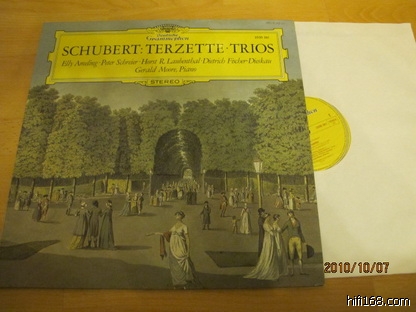 Deutsche
Grammophon
SCHUBERT · TERZETTE · TRIOS
Elly Ameling · Peter Schreier · Horst R. Laubenthal · Dietrich Fischer-Dieskau
Gerald Moore, Piano
STEREO
2010/10/07
hifi168.com